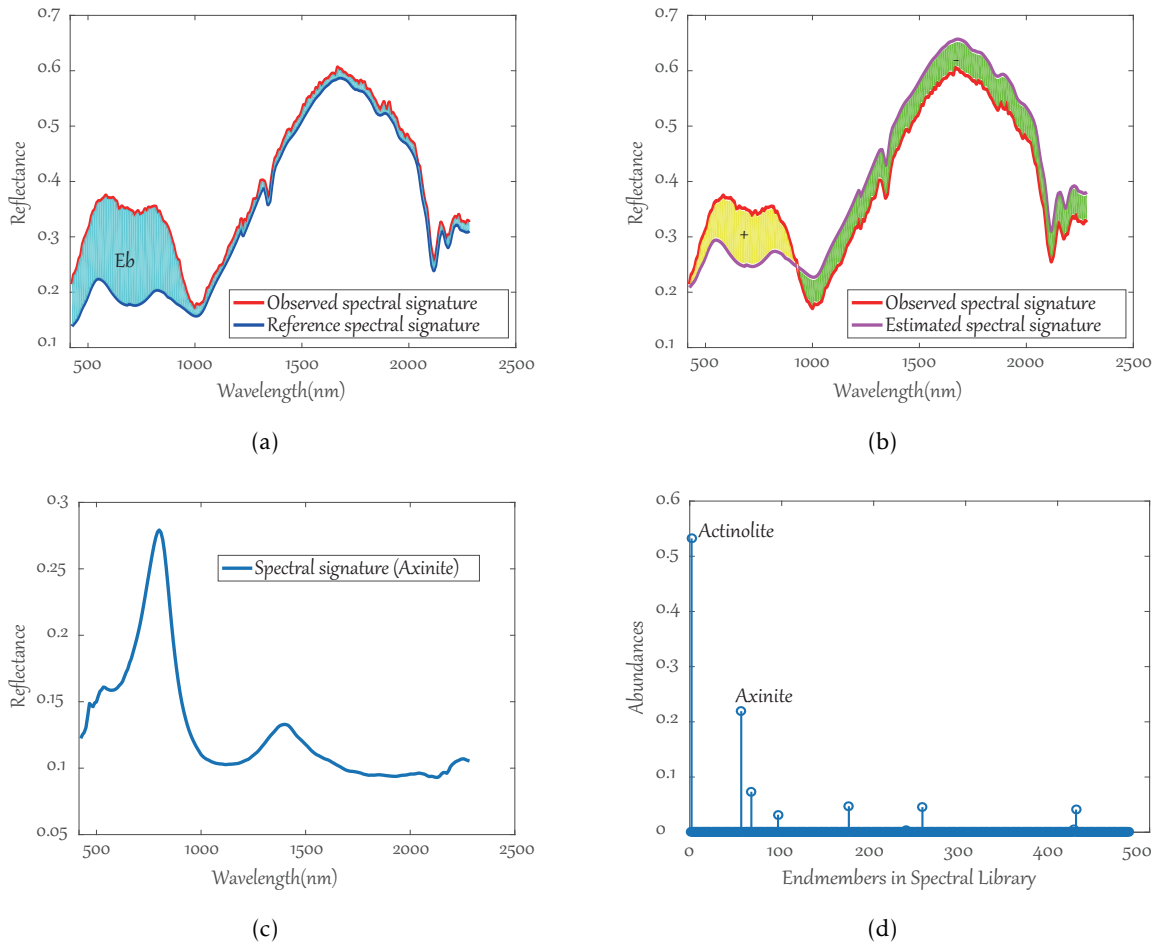 0.7
0.6
0.5
0.4
0.3
0.2
0.1
Reflectance
Eb
Observed spectral signature
Reference spectral signature
500
1000
1500
2000
2500
Wavelength(nm)
(a)
0.7
0.6
0.5
0.4
0.3
0.2
0.1
Reflectance
-
+
Observed spectral signature
Estimated spectral signature
500
1000
1500
2000
2500
Wavelength(nm)
(b)
0.3
0.25
0.2
0.15
0.1
0.05
Reflectance
Spectral signature (Axinite)
500
1000
1500
2000
2500
Wavelength(nm)
(c)
0.6
0.5
0.4
0.3
0.2
0.1
0
Abundances
Actinolite
Axinite
0
100
200
300
400
500
Endmembers in Spectral Library
(d)